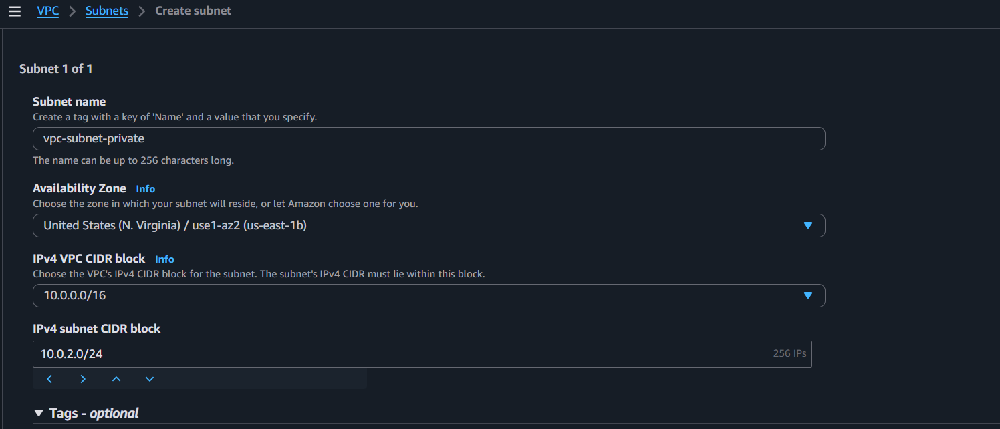 VPC > Subnets > Create subnet
Subnet 1 of 1
Subnet name
Create a tag with a key of 'Name' and a value that you specify.
vpc-subnet-private
The name can be up to 256 characters long.
Availability Zone Info
Choose the zone in which your subnet will reside, or let Amazon choose one for you.
United States (N. Virginia) / use1-az2 (us-east-1b)
IPv4 VPC CIDR block Info
Choose the VPC's IPv4 CIDR block for the subnet. The subnet's IPv4 CIDR must lie within this block.
10.0.0.0/16
IPv4 subnet CIDR block
10.0.2.0/24 256 IPs
Tags - optional